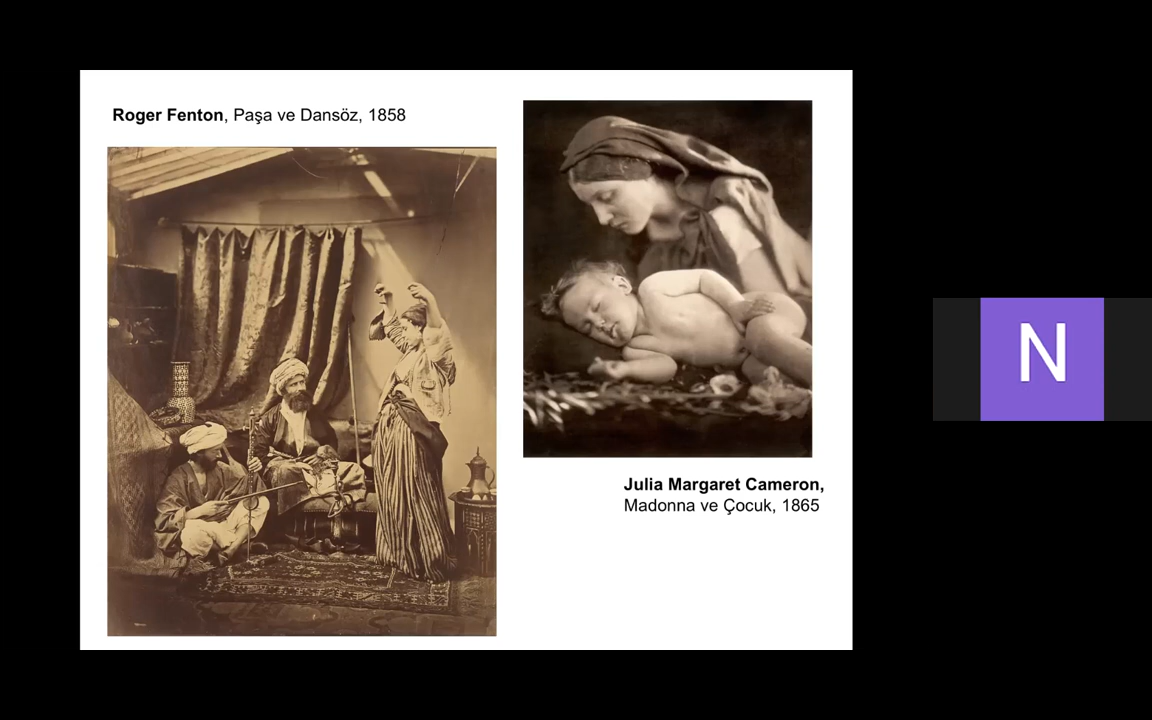 Roger Fenton, Paşa ve Dansöz, 1858
Julia Margaret Cameron,
Madonna ve Çocuk, 1865
N